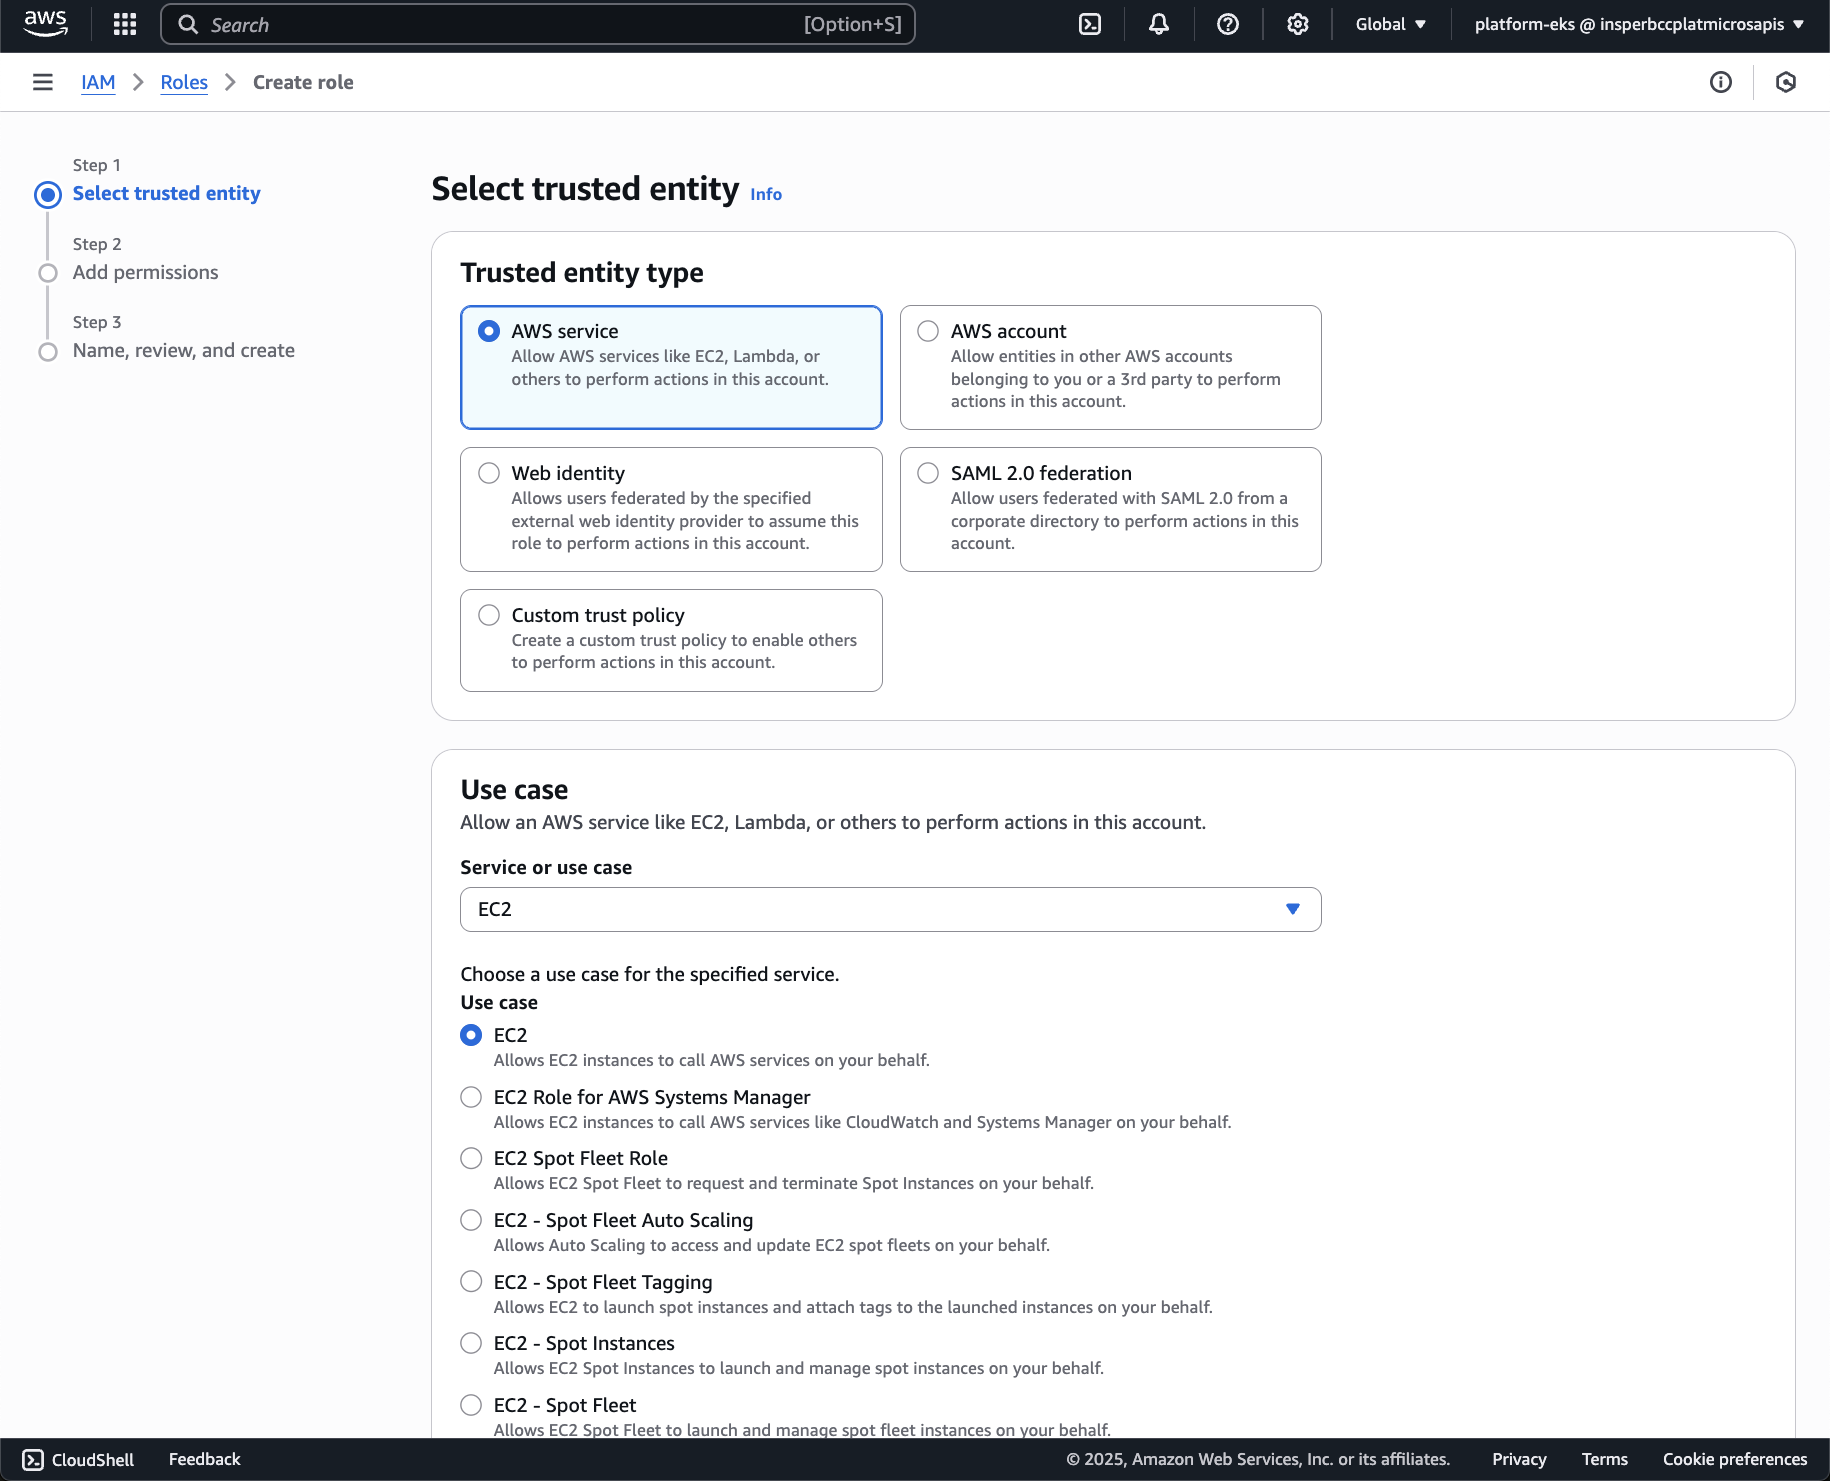 aws
Search [Option+S]
Global
platform-eks @ insperbccplatmicrosapis
IAM
Roles
Create role
Step 1
Select trusted entity
Step 2
Add permissions
Step 3
Name, review, and create
Select trusted entity Info
Trusted entity type
AWS service
Allow AWS services like EC2, Lambda, or
others to perform actions in this account.
AWS account
Allow entities in other AWS accounts
belonging to you or a 3rd party to perform
actions in this account.
Web identity
Allows users federated by the specified
external web identity provider to assume this
role to perform actions in this account.
SAML 2.0 federation
Allow users federated with SAML 2.0 from a
corporate directory to perform actions in this
account.
Custom trust policy
Create a custom trust policy to enable others
to perform actions in this account.
Use case
Allow an AWS service like EC2, Lambda, or others to perform actions in this account.
Service or use case
EC2
Choose a use case for the specified service.
Use case
EC2
Allows EC2 instances to call AWS services on your behalf.
EC2 Role for AWS Systems Manager
Allows EC2 instances to call AWS services like CloudWatch and Systems Manager on your behalf.
EC2 Spot Fleet Role
Allows EC2 Spot Fleet to request and terminate Spot Instances on your behalf.
EC2 - Spot Fleet Auto Scaling
Allows Auto Scaling to access and update EC2 spot fleets on your behalf.
EC2 - Spot Fleet Tagging
Allows EC2 to launch spot instances and attach tags to the launched instances on your behalf.
EC2 - Spot Instances
Allows EC2 Spot Instances to launch and manage spot instances on your behalf.
EC2 - Spot Fleet
Allows EC2 Spot Fleet to launch and manage spot fleet instances on your behalf.
CloudShell
Feedback
© 2025, Amazon Web Services, Inc. or its affiliates.
Privacy
Terms
Cookie preferences